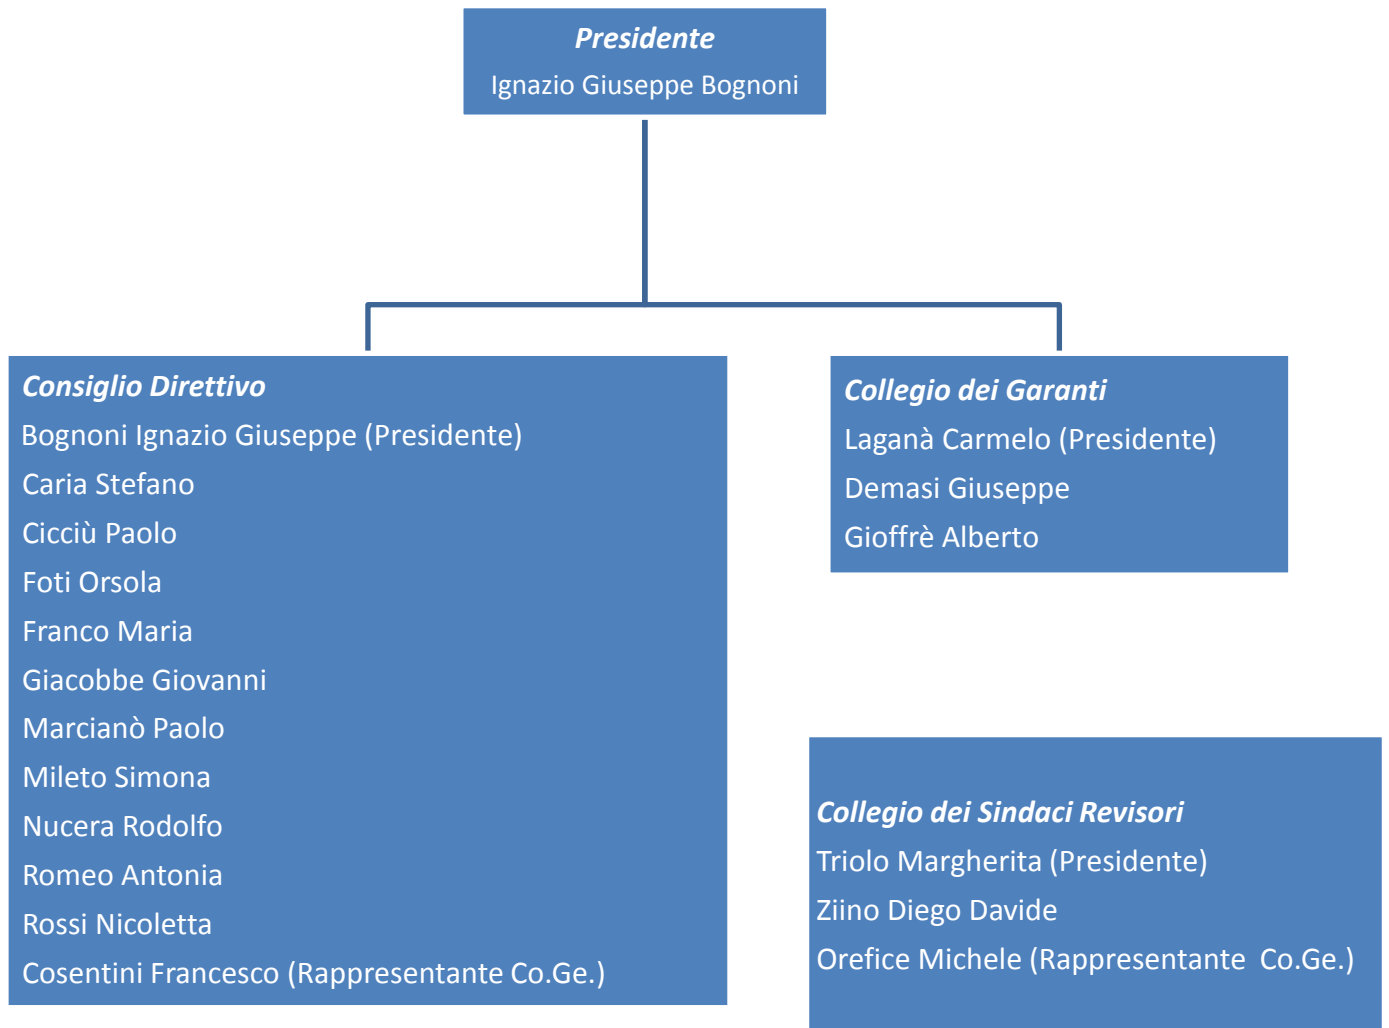 Presidente
Ignazio Giuseppe Bognoni
Consiglio Direttivo
Bognoni Ignazio Giuseppe (Presidente)
Caria Stefano
Cicciù Paolo
Foti Orsola
Franco Maria
Giacobbe Giovanni
Marcianò Paolo
Mileto Simona
Nucera Rodolfo
Romeo Antonia
Rossi Nicoletta
Cosentini Francesco (Rappresentante Co.Ge.)
Collegio dei Garanti
Laganà Carmelo (Presidente)
Demasi Giuseppe
Gioffrè Alberto
Collegio dei Sindaci Revisori
Triolo Margherita (Presidente)
Ziino Diego Davide
Orefice Michele (Rappresentante Co.Ge.)